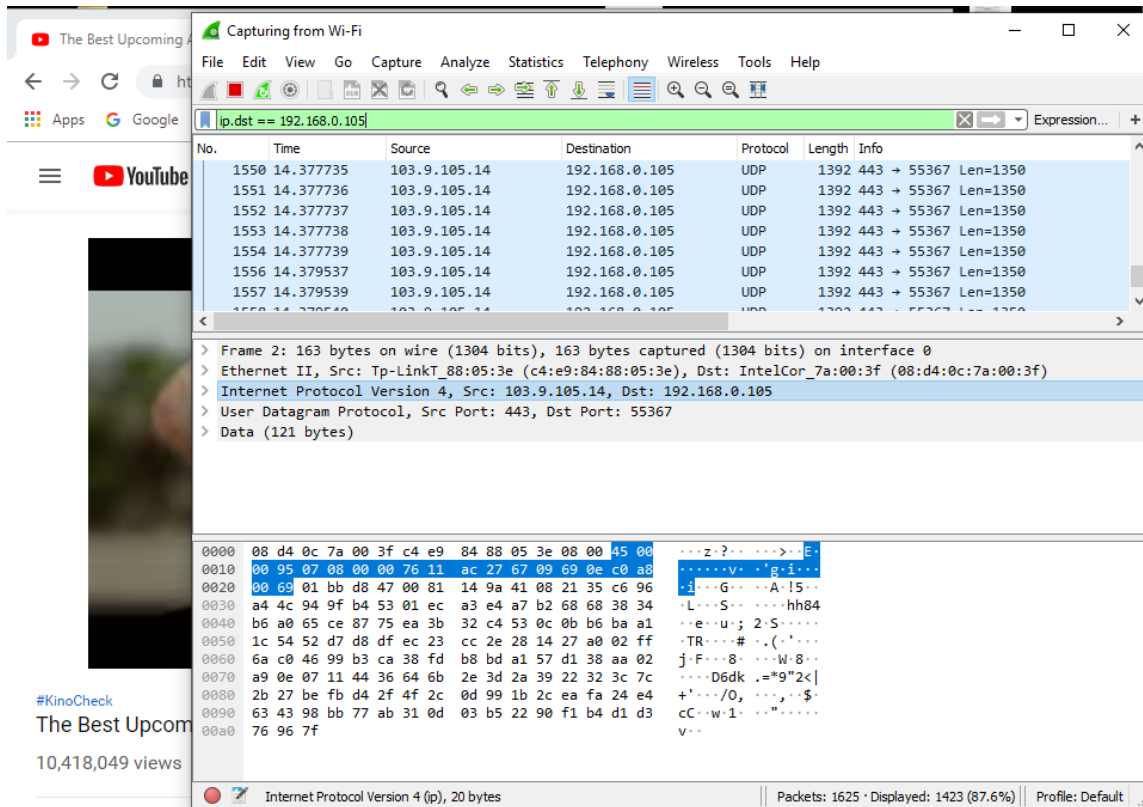 The Best Upcoming A
Capturing from Wi-Fi
File Edit View Go Capture Analyze Statistics Telephony Wireless Tools Help
ht
Apps Google
ip.dst == 192.168.0.105
Expression... +
No. Time Source Destination Protocol Length Info
YouTube
1550 14.377735 103.9.105.14 192.168.0.105 UDP 1392 443 → 55367 Len=1350
1551 14.377736 103.9.105.14 192.168.0.105 UDP 1392 443 → 55367 Len=1350
1552 14.377737 103.9.105.14 192.168.0.105 UDP 1392 443 → 55367 Len=1350
1553 14.377738 103.9.105.14 192.168.0.105 UDP 1392 443 → 55367 Len=1350
1554 14.377739 103.9.105.14 192.168.0.105 UDP 1392 443 → 55367 Len=1350
1556 14.379537 103.9.105.14 192.168.0.105 UDP 1392 443 → 55367 Len=1350
1557 14.379539 103.9.105.14 192.168.0.105 UDP 1392 443 → 55367 Len=1350
Frame 2: 163 bytes on wire (1304 bits), 163 bytes captured (1304 bits) on interface 0
Ethernet II, Src: Tp-LinkT_88:05:3e (c4:e9:84:88:05:3e), Dst: IntelCor_7a:00:3f (08:d4:0c:7a:00:3f)
Internet Protocol Version 4, Src: 103.9.105.14, Dst: 192.168.0.105
User Datagram Protocol, Src Port: 443, Dst Port: 55367
Data (121 bytes)
0000 08 d4 0c 7a 00 3f c4 e9 84 88 05 3e 08 00 45 00 ···z·?·· ···>··E·
0010 00 95 07 08 00 00 76 11 ac 27 67 09 69 0e c0 a8 ······v· ·'g·i···
0020 00 69 01 bb d8 47 00 81 14 9a 41 08 21 35 c6 96 ·i···G·· ··A·!5··
0030 a4 4c 94 9f b4 53 01 ec a3 e4 a7 b2 68 68 38 34 ·L···S·· ····hh84
0040 b6 a0 65 ce 87 75 ea 3b 32 c4 53 0c 0b b6 ba a1 ··e··u·; 2·S·····
0050 1c 54 52 d7 d8 df ec 23 cc 2e 28 14 27 a0 02 ff ·TR····# ·.(·'···
0060 6a c0 46 99 b3 ca 38 fd b8 bd a1 57 d1 38 aa 02 j·F···8· ···W·8··
0070 a9 0e 07 11 44 36 64 6b 2e 3d 2a 39 22 32 3c 7c ····D6dk .=*9"2<|
0080 2b 27 be fb d4 2f 4f 2c 0d 99 1b 2c ea fa 24 e4 +'···/O, ···,··$·
0090 63 43 98 bb 77 ab 31 0d 03 b5 22 90 f1 b4 d1 d3 cC··w·1· ··"·····
00a0 76 96 7f v··
#KinoCheck
The Best Upcom
10,418,049 views
Internet Protocol Version 4 (ip), 20 bytes Packets: 1625 · Displayed: 1423 (87.6%) Profile: Default